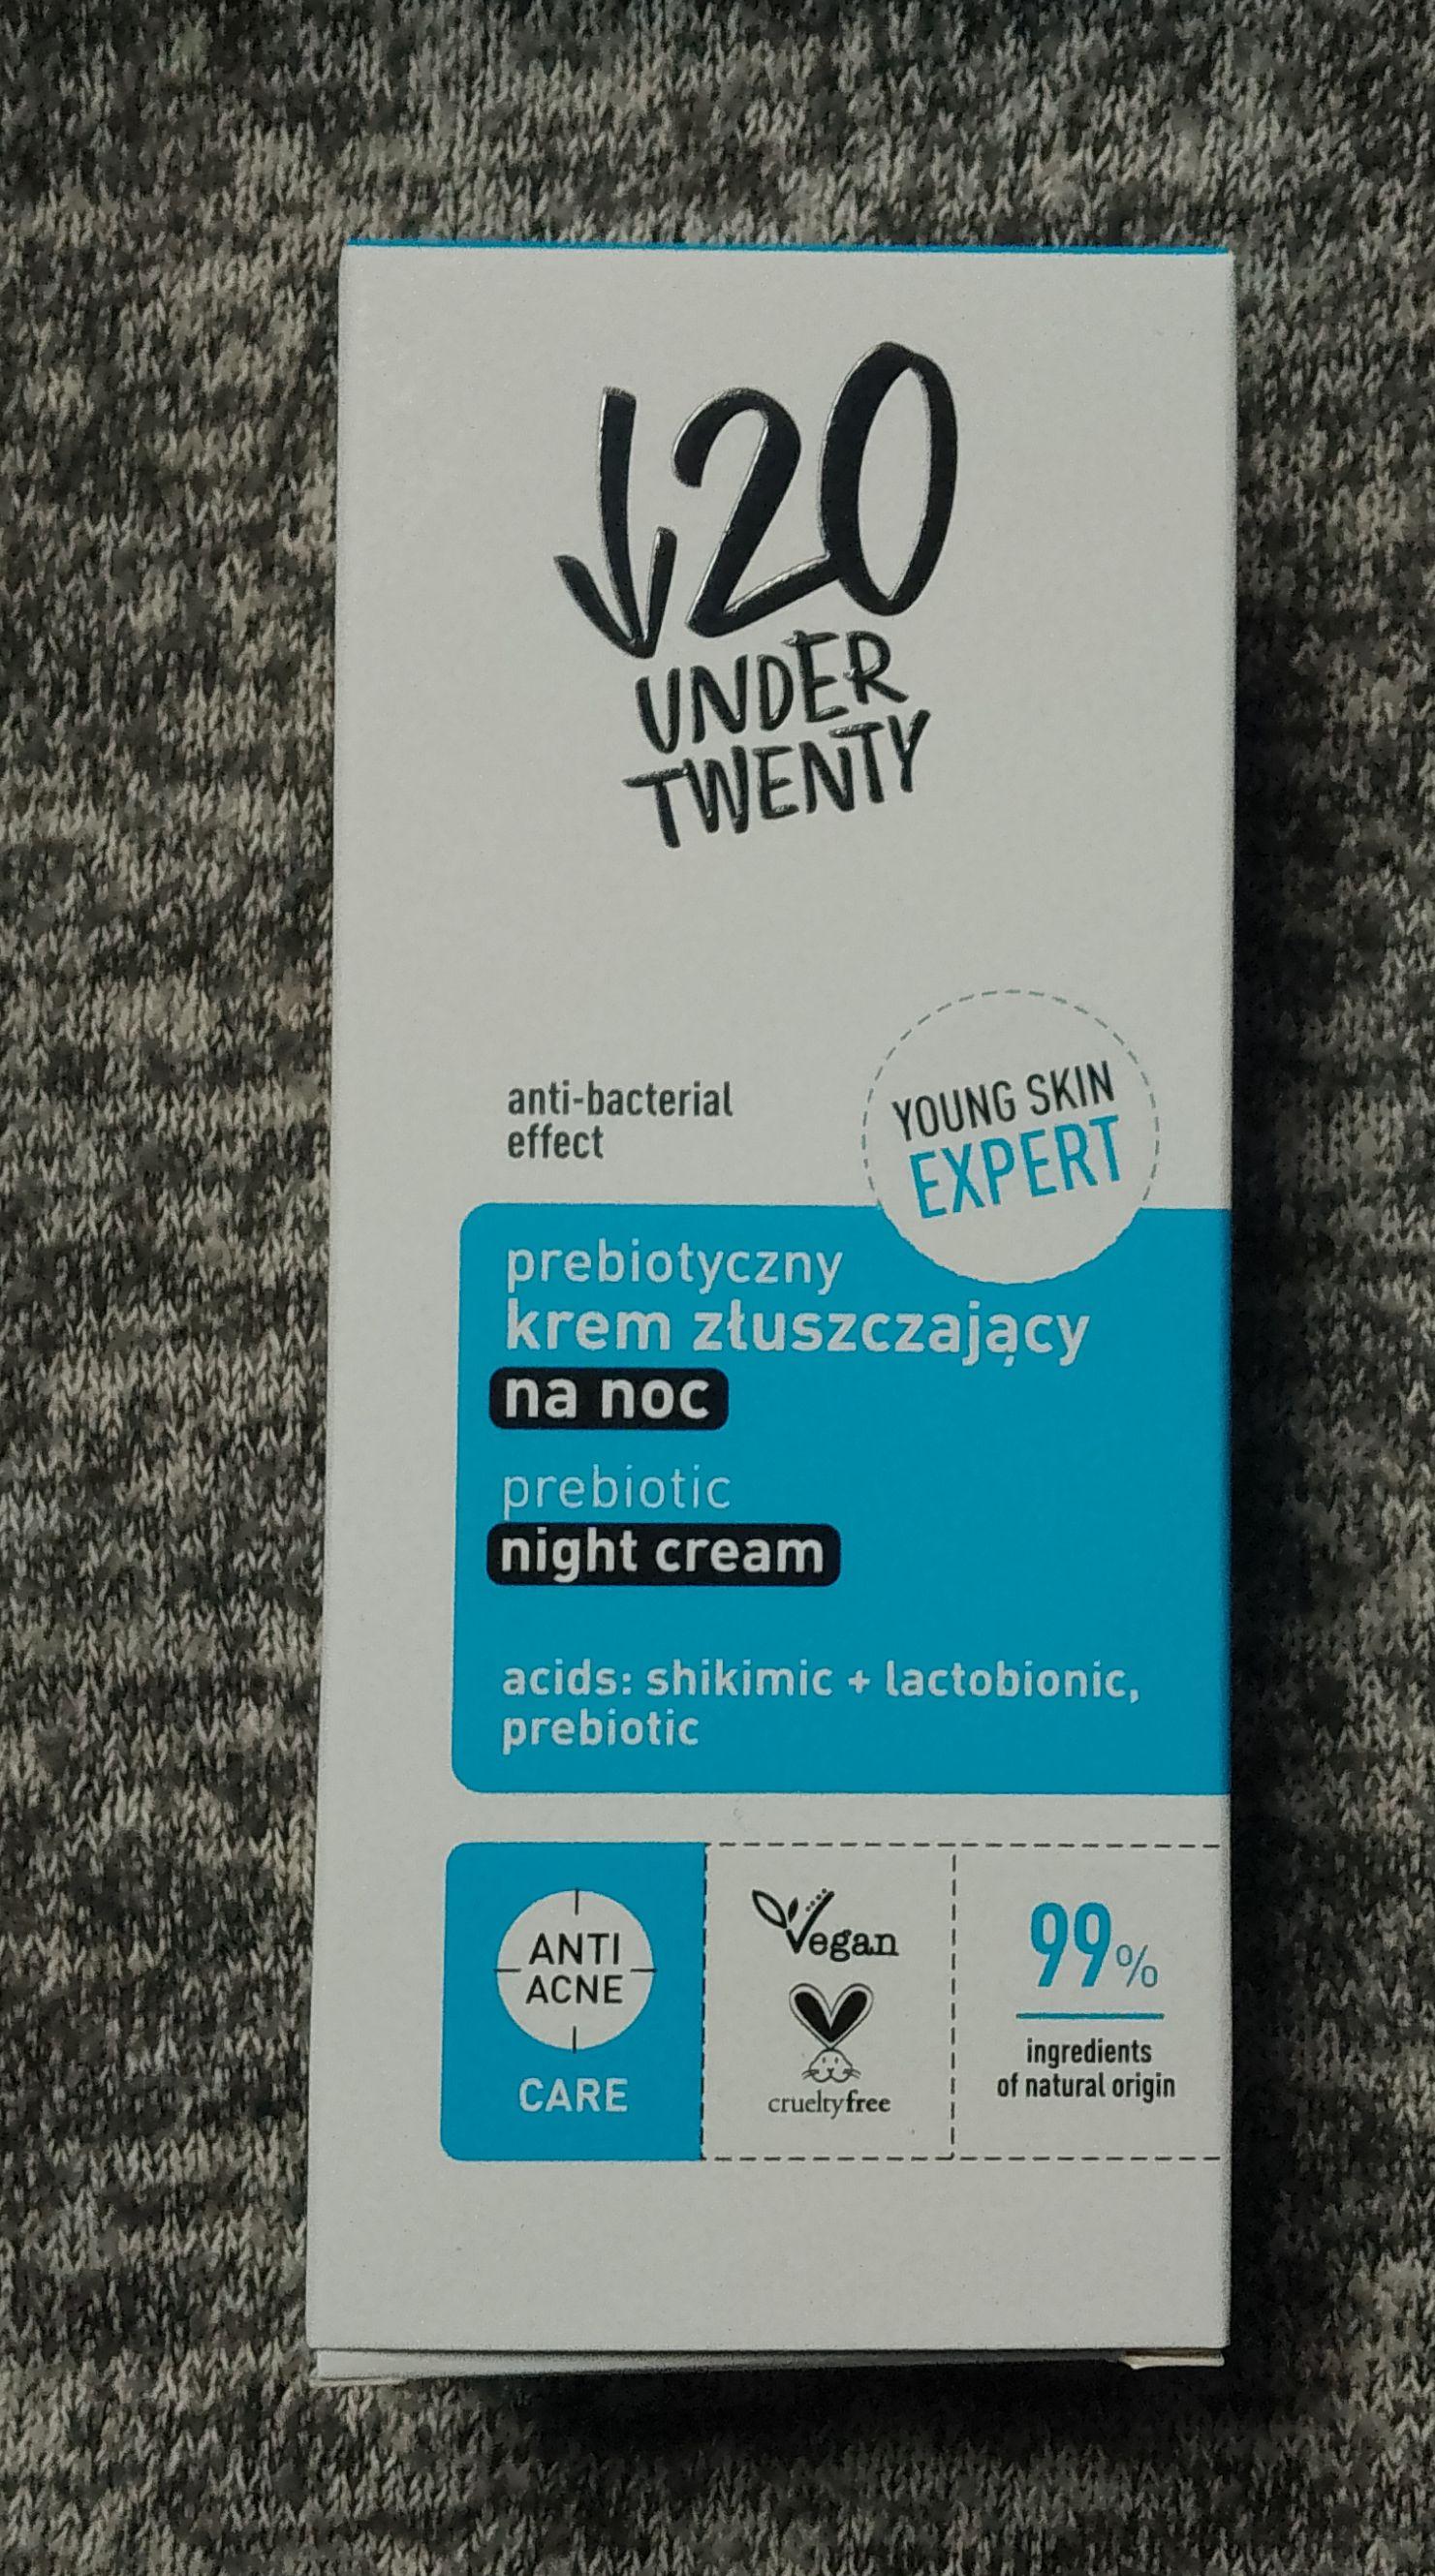 ↓20
UNDER
TWENTY
anti-bacterial
effect
YOUNG SKIN
EXPERT
prebiotyczny
krem złuszczający
na noc
prebiotic
night cream
acids: shikimic + lactobionic,
prebiotic
ANTI
ACNE
CARE
Vegan
crueltyfree
99%
ingredients
of natural origin